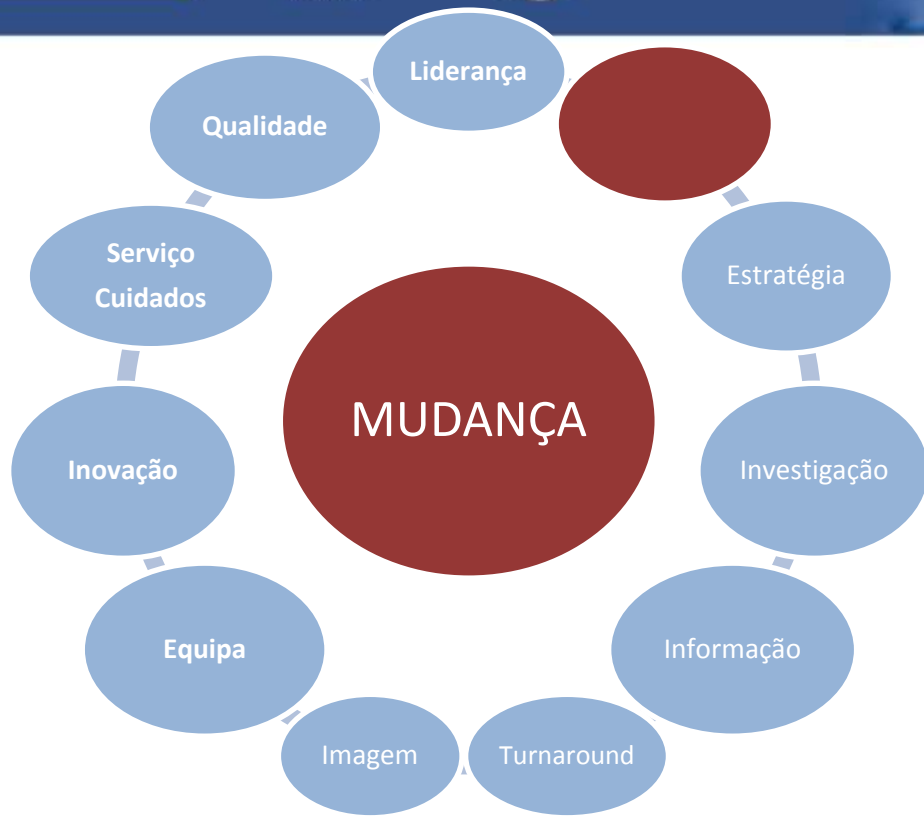 Liderança
Qualidade
Serviço
Cuidados
Estratégia
MUDANÇA
Inovação
Investigação
Equipa
Informação
Imagem
Turnaround